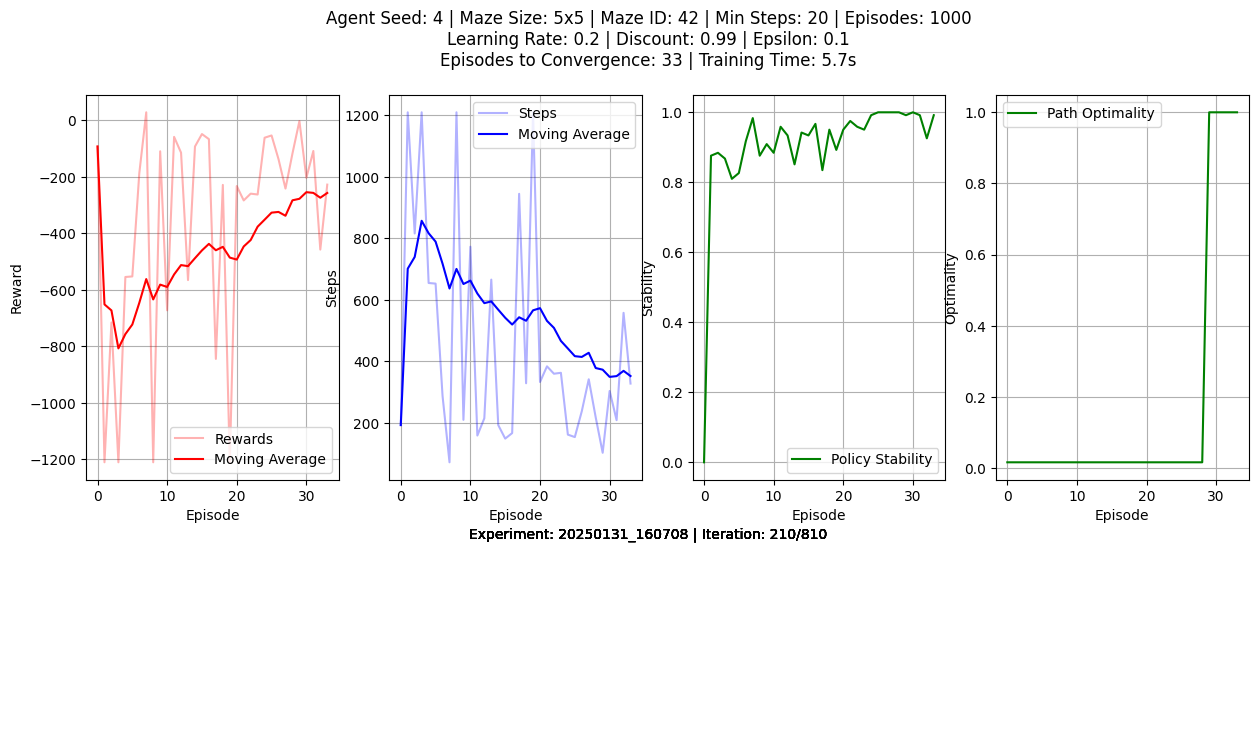 Agent Seed: 4 | Maze Size: 5x5 | Maze ID: 42 | Min Steps: 20 | Episodes: 1000
Learning Rate: 0.2 | Discount: 0.99 | Epsilon: 0.1
Episodes to Convergence: 33 | Training Time: 5.7s
Reward
0
−200
−400
−600
−800
−1000
−1200
Rewards
Moving Average
0 10 20 30
Episode
Steps
1200
1000
800
600
400
200
Steps
Moving Average
0 10 20 30
Episode
Stability
1.0
0.8
0.6
0.4
0.2
0.0
Policy Stability
0 10 20 30
Episode
Optimality
1.0
0.8
0.6
0.4
0.2
0.0
Path Optimality
0 10 20 30
Episode
Experiment: 20250131_160708 | Iteration: 210/810